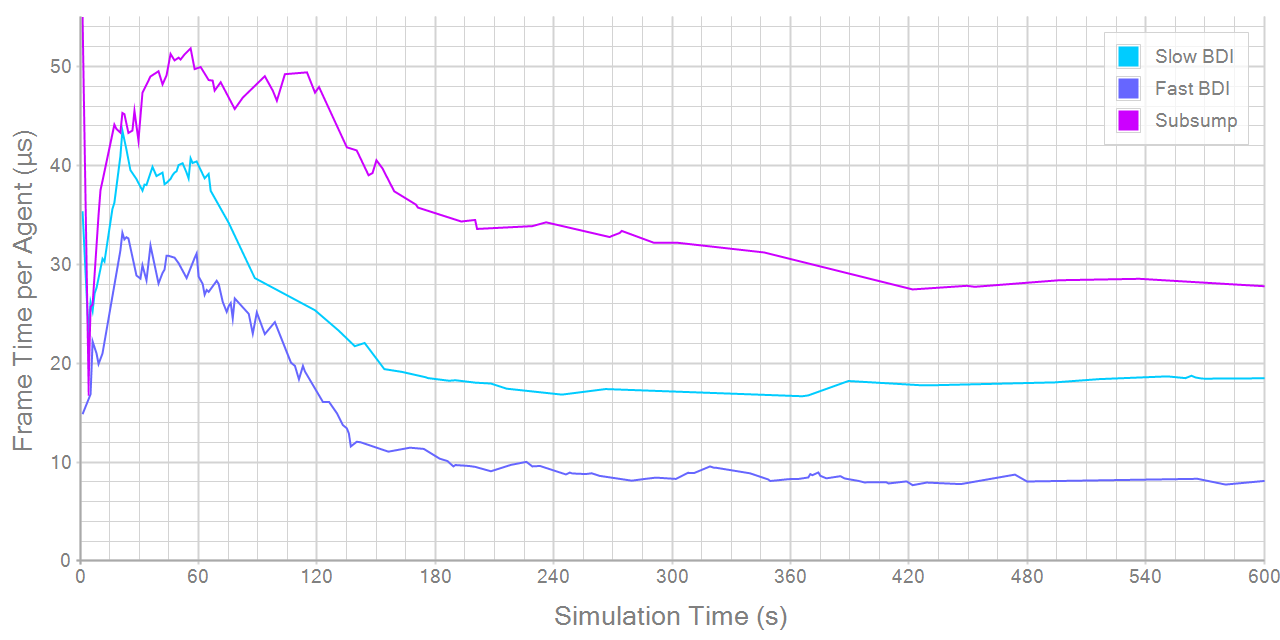 Frame Time per Agent (µs)
50
40
30
20
10
0
Slow BDI
Fast BDI
Subsump
0 60 120 180 240 300 360 420 480 540 600
Simulation Time (s)